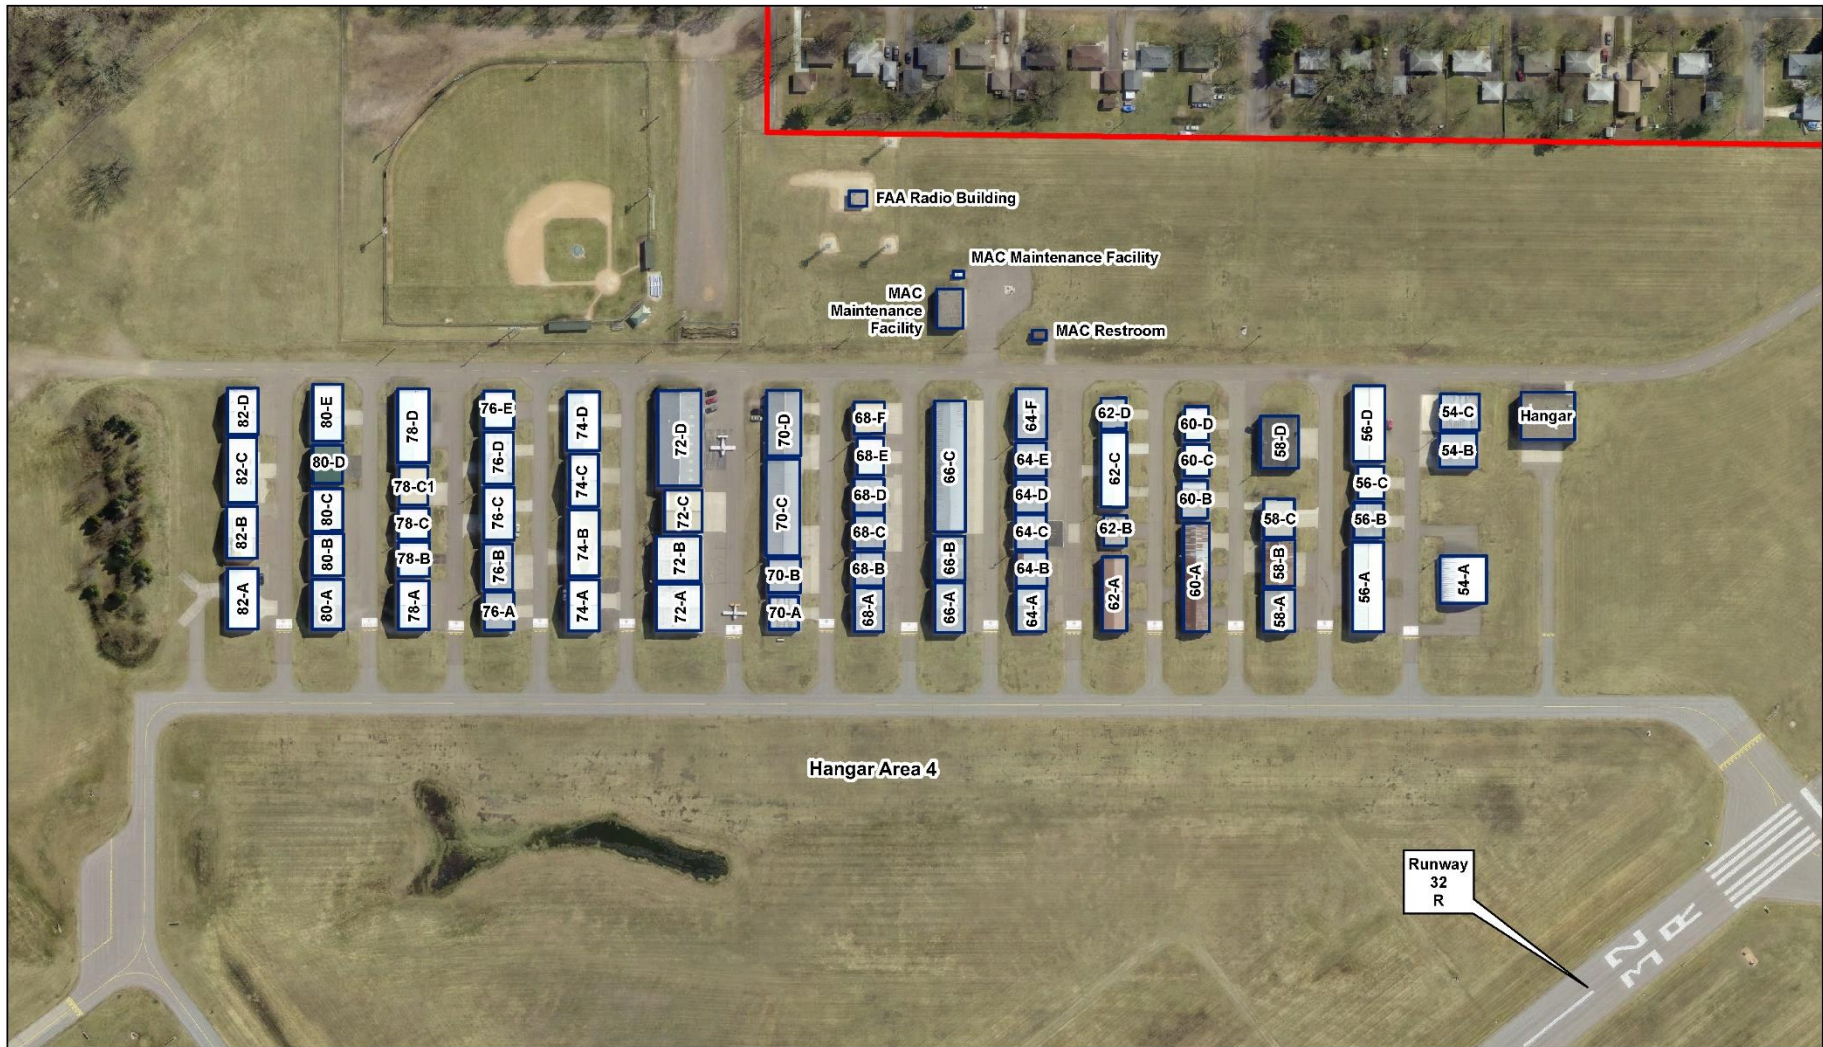 FAA Radio Building
MAC Maintenance Facility
MAC
Maintenance
Facility
MAC Restroom
82-D
82-C
82-B
82-A
80-E
80-D
80-C
80-B
80-A
78-D
78-C1
78-C
78-B
78-A
76-E
76-D
76-C
76-B
76-A
74-D
74-C
74-B
74-A
72-D
72-C
72-B
72-A
70-D
70-C
70-B
70-A
68-F
68-E
68-D
68-C
68-B
68-A
66-C
66-B
66-A
64-F
64-E
64-D
64-C
64-B
64-A
62-D
62-C
62-B
62-A
60-D
60-C
60-B
60-A
58-D
58-C
58-B
58-A
56-D
56-C
56-B
56-A
54-C
54-B
54-A
Hangar
Hangar Area 4
Runway
32
R
32 R